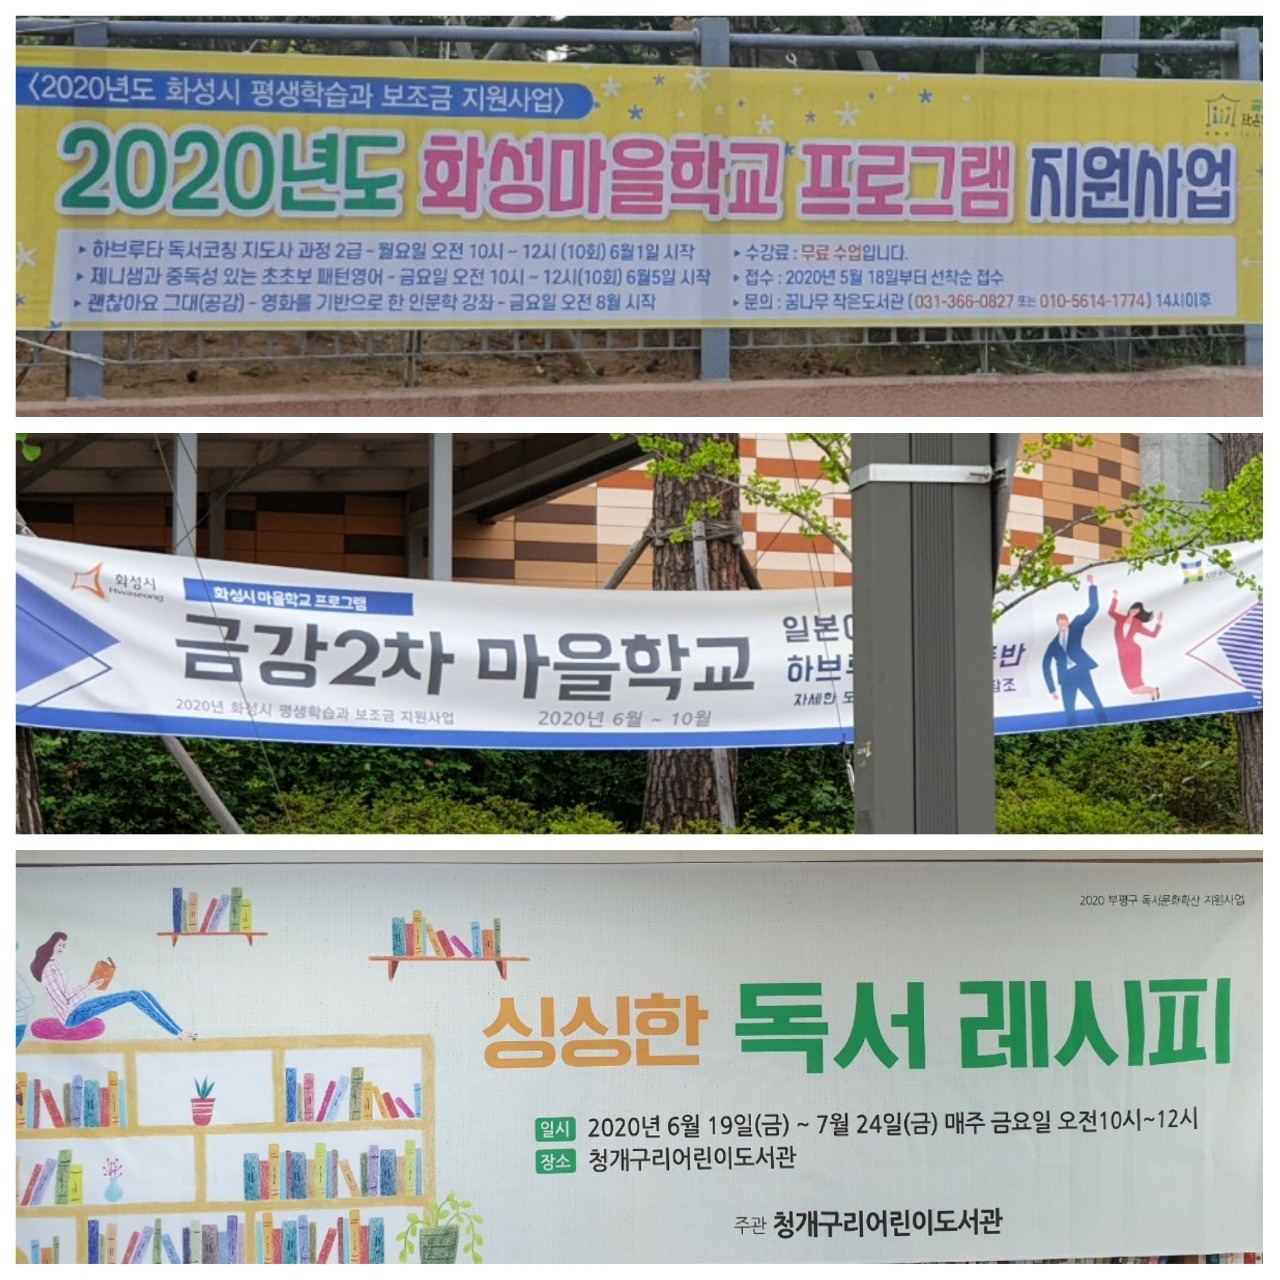 <2020년도 화성시 평생학습과 보조금 지원사업>
2020년도 화성마을학교 프로그램 지원사업
▸ 하브루타 독서코칭 지도사 과정 2급 - 월요일 오전 10시 ~ 12시 (10회) 6월1일 시작
▸ 제니샘과 중독성 있는 초초보 패턴영어 - 금요일 오전 10시 ~ 12시(10회) 6월5일 시작
▸ 괜찮아요 그대(공감) - 영화를 기반으로 한 인문학 강좌 - 금요일 오전 8월 시작
▸ 수강료 : 무료 수업입니다.
▸ 접수 : 2020년 5월 18일부터 선착순 접수
▸ 문의 : 꿈나무 작은도서관 ( 031-366-0827 또는 010-5614-1774 ) 14시이후
화성시
Hwaseong
화성시 마을학교 프로그램
금강2차 마을학교
2020년 화성시 평생학습과 보조금 지원사업
2020년 6월 ~ 10월
일본
하브
자세한
반
참조
2020 부평구 독서문화확산 지원사업
싱싱한 독서 레시피
일시 2020년 6월 19일(금) ~ 7월 24일(금) 매주 금요일 오전10시~12시
장소 청개구리어린이도서관
주관 청개구리어린이도서관